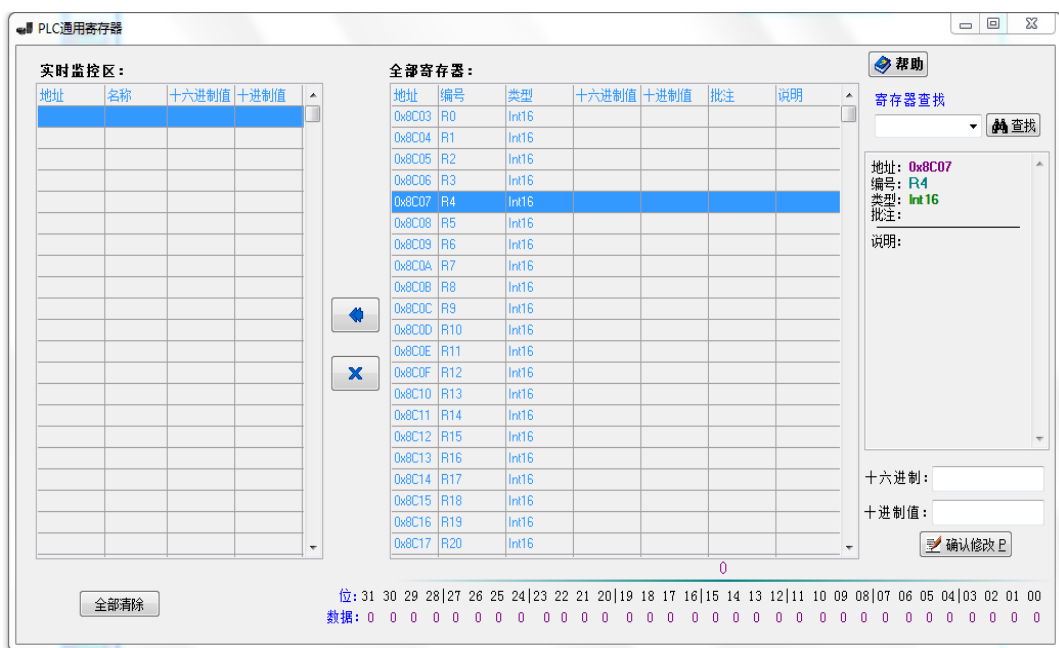 PLC通用寄存器
实时监控区：
全部寄存器：
帮助
地址 名称 十六进制值 十进制值
地址 编号 类型 十六进制值 十进制值 批注 说明
寄存器查找
查找
0x8C03 R0 Int16
0x8C04 R1 Int16
0x8C05 R2 Int16
0x8C06 R3 Int16
0x8C07 R4 Int16
0x8C08 R5 Int16
0x8C09 R6 Int16
0x8C0A R7 Int16
0x8C0B R8 Int16
0x8C0C R9 Int16
0x8C0D R10 Int16
0x8C0E R11 Int16
0x8C0F R12 Int16
0x8C10 R13 Int16
0x8C11 R14 Int16
0x8C12 R15 Int16
0x8C13 R16 Int16
0x8C14 R17 Int16
0x8C15 R18 Int16
0x8C16 R19 Int16
0x8C17 R20 Int16
地址：0x8C07
编号：R4
类型：Int16
批注：
说明：
十六进制：
十进制值：
确认修改 P
0
全部清除
位: 31 30 29 28|27 26 25 24|23 22 21 20|19 18 17 16|15 14 13 12|11 10 09 08|07 06 05 04|03 02 01 00
数据: 0 0 0 0 0 0 0 0 0 0 0 0 0 0 0 0 0 0 0 0 0 0 0 0 0 0 0 0 0 0 0 0